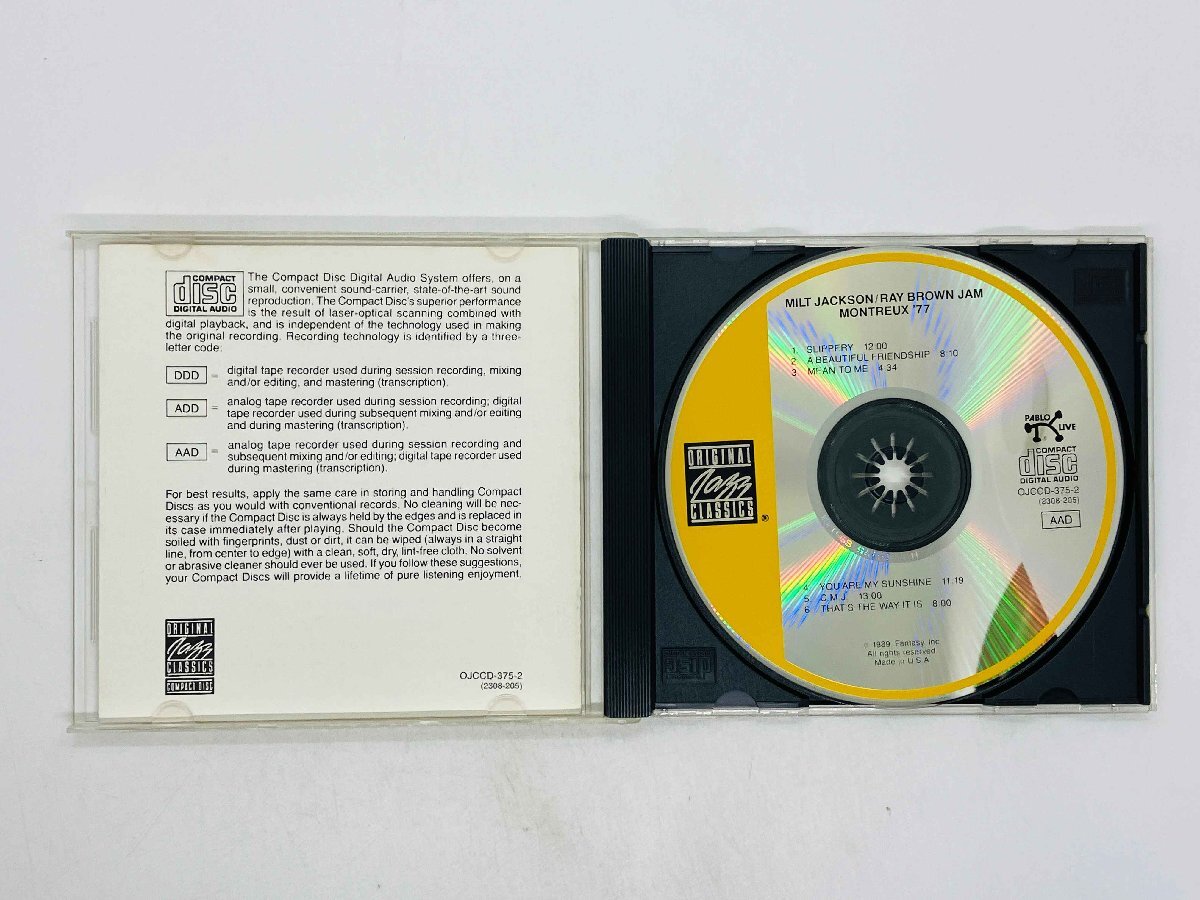 COMPACT
disc
DIGITAL AUDIO
The Compact Disc Digital Audio System offers, on a
small, convenient sound-carrier, state-of-the-art sound
reproduction. The Compact Disc's superior performance
is the result of laser-optical scanning combined with
digital playback, and is independent of the technology used in making
the original recording. Recording technology is identified by a three-
letter code:
DDD = digital tape recorder used during session recording, mixing
and/or editing, and mastering (transcription).
ADD = analog tape recorder used during session recording; digital
tape recorder used during subsequent mixing and/or editing
and during mastering (transcription).
AAD = analog tape recorder used during session recording and
subsequent mixing and/or editing; digital tape recorder used
during mastering (transcription).
For best results, apply the same care in storing and handling Compact
Discs as you would with conventional records. No cleaning will be nec-
essary if the Compact Disc is always held by the edges and is replaced in
its case immediately after playing. Should the Compact Disc become
soiled with fingerprints, dust or dirt, it can be wiped (always in a straight
line, from center to edge) with a clean, soft, dry, lint-free cloth. No solvent
or abrasive cleaner should ever be used. If you follow these suggestions,
your Compact Discs will provide a lifetime of pure listening enjoyment.
ORIGINAL
Jazz
CLASSICS
COMPACT DISC
OJCCD-375-2
(2308-205)
MILT JACKSON/RAY BROWN JAM
MONTREUX '77
1. SLIPPERY 12:00
2. A BEAUTIFUL FRIENDSHIP 8:10
3. MEAN TO ME 4:34
ORIGINAL
Jazz
CLASSICS
PABLO
LIVE
COMPACT
disc
DIGITAL AUDIO
OJCCD-375-2
(2308-205)
AAD
4. YOU ARE MY SUNSHINE 11:19
5. C.M.J. 13:00
6. THAT'S THE WAY IT IS 8:00
1989 Fantasy, Inc.
All rights reserved
Made in U.S.A.
disc